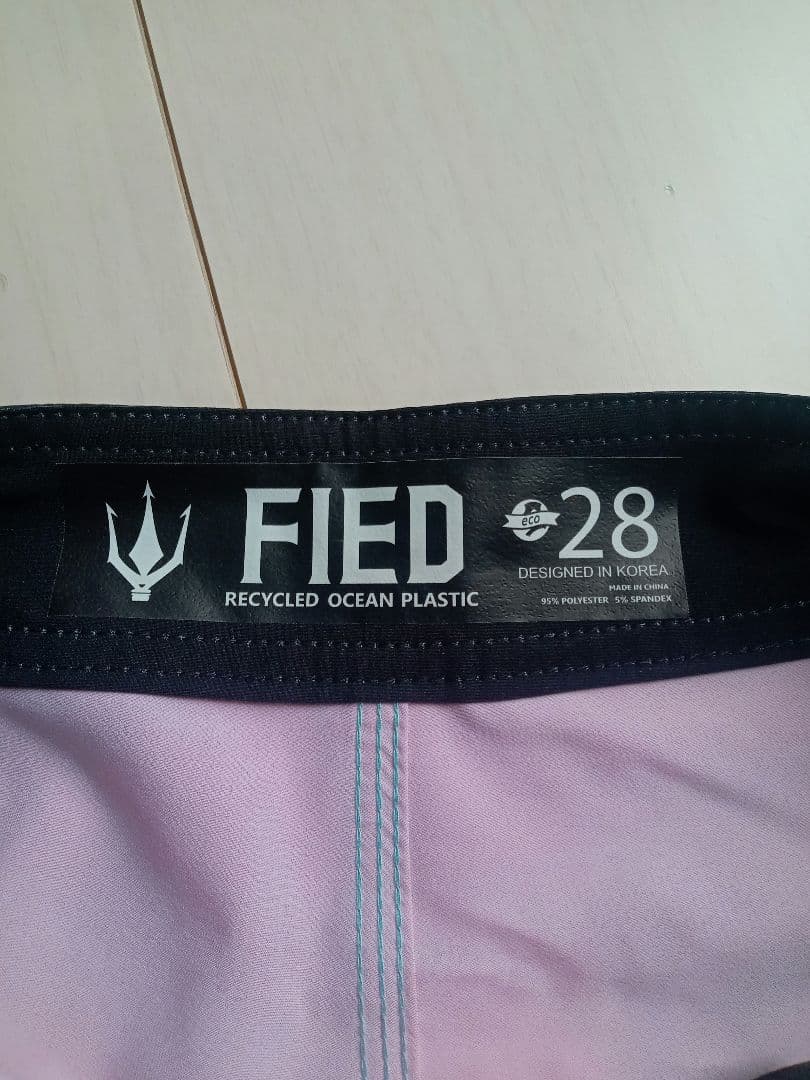 FIED
RECYCLED OCEAN PLASTIC
eco
28
DESIGNED IN KOREA
MADE IN CHINA
95% POLYESTER 5% SPANDEX